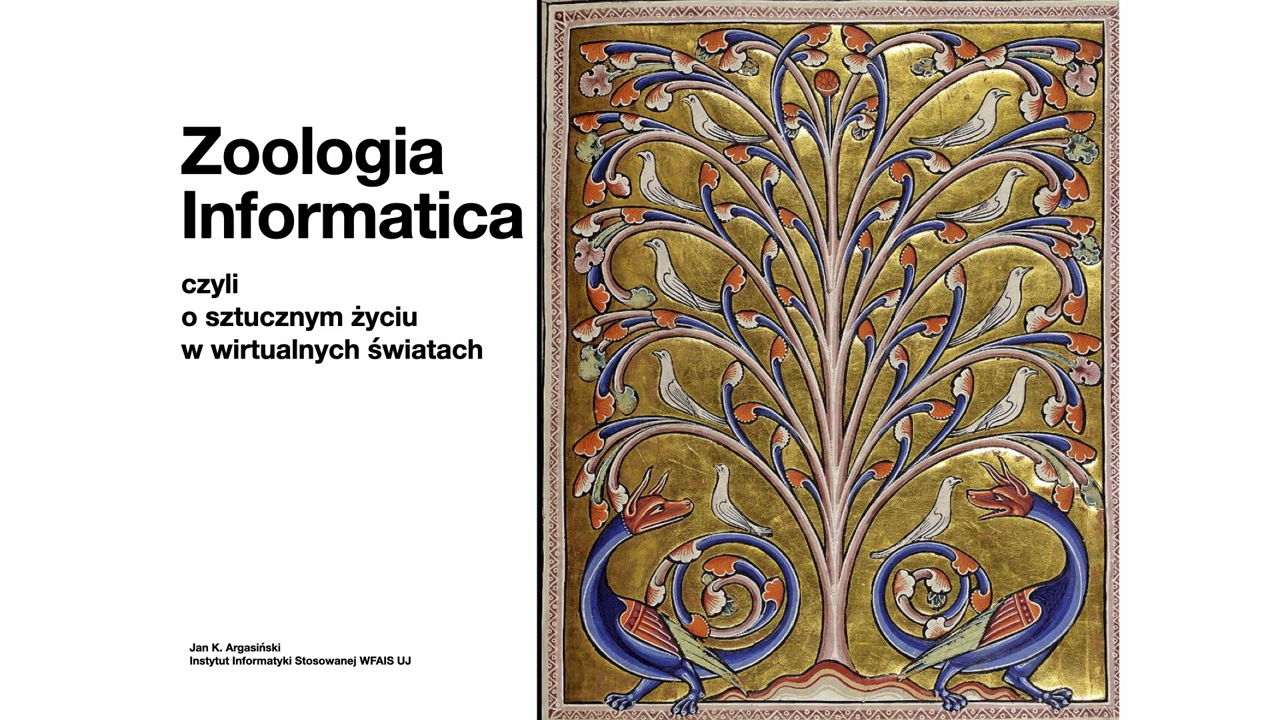 Zoologia
Informatica
czyli
o sztucznym życiu
w wirtualnych światach
Jan K. Argasiński
Instytut Informatyki Stosowanej WFAIS UJ